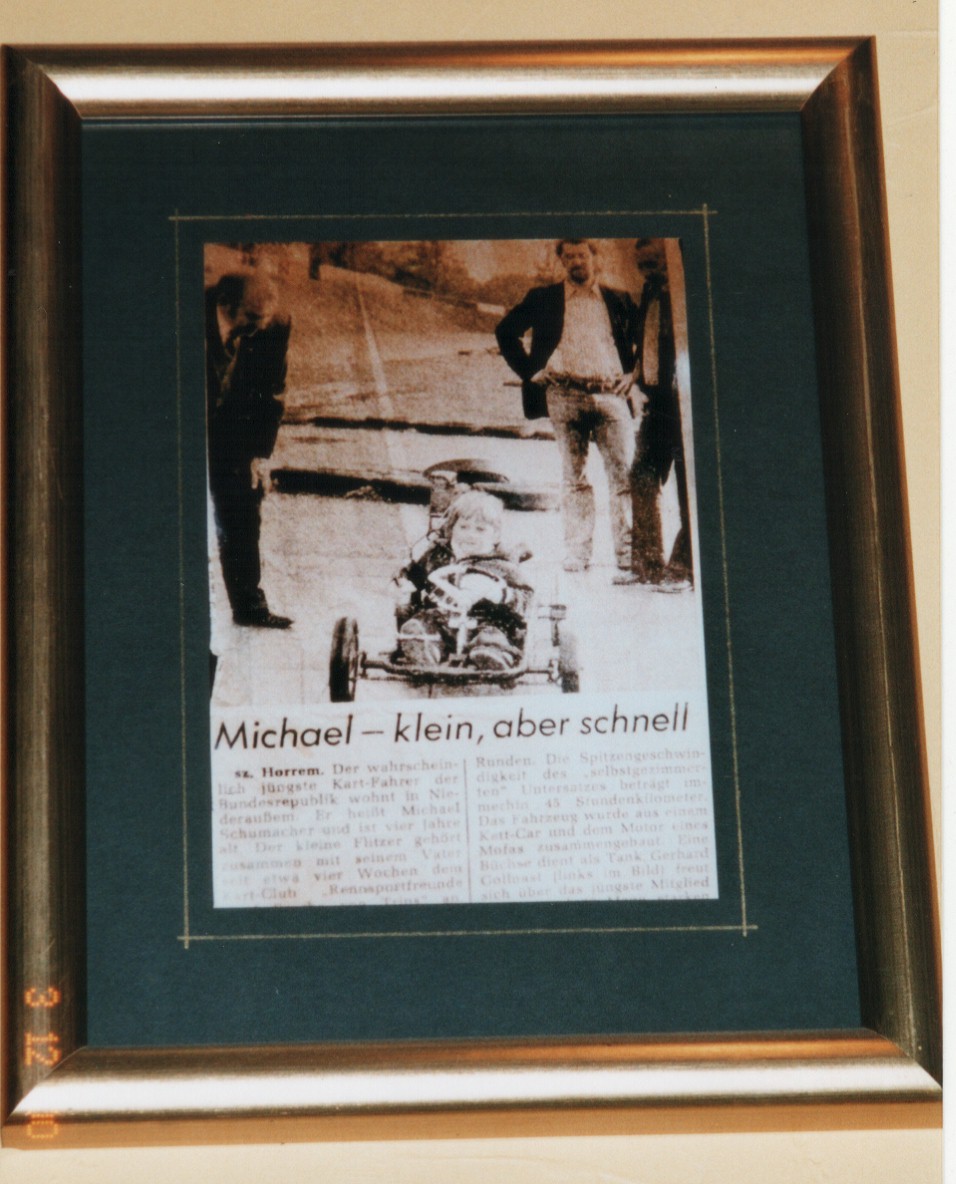 Michael – klein, aber schnell
sz. Horrem. Der wahrschein-
lich jüngste Kart-Fahrer der
Bundesrepublik wohnt in Nie-
deraußem. Er heißt Michael
Schumacher und ist vier Jahre
alt. Der kleine Flitzer gehört
zusammen mit seinem Vater
seit etwa vier Wochen dem
Kart-Club „Rennsportfreunde
Runden. Die Spitzengeschwin-
digkeit des „selbstgezimmer-
ten“ Untersatzes beträgt im-
merhin 45 Stundenkilometer.
Das Fahrzeug wurde aus einem
Kett-Car und dem Motor eines
Mofas zusammengebaut. Eine
Büchse dient als Tank. Gerhard
(links im Bild) freut
sich über das jüngste Mitglied
3 12 00